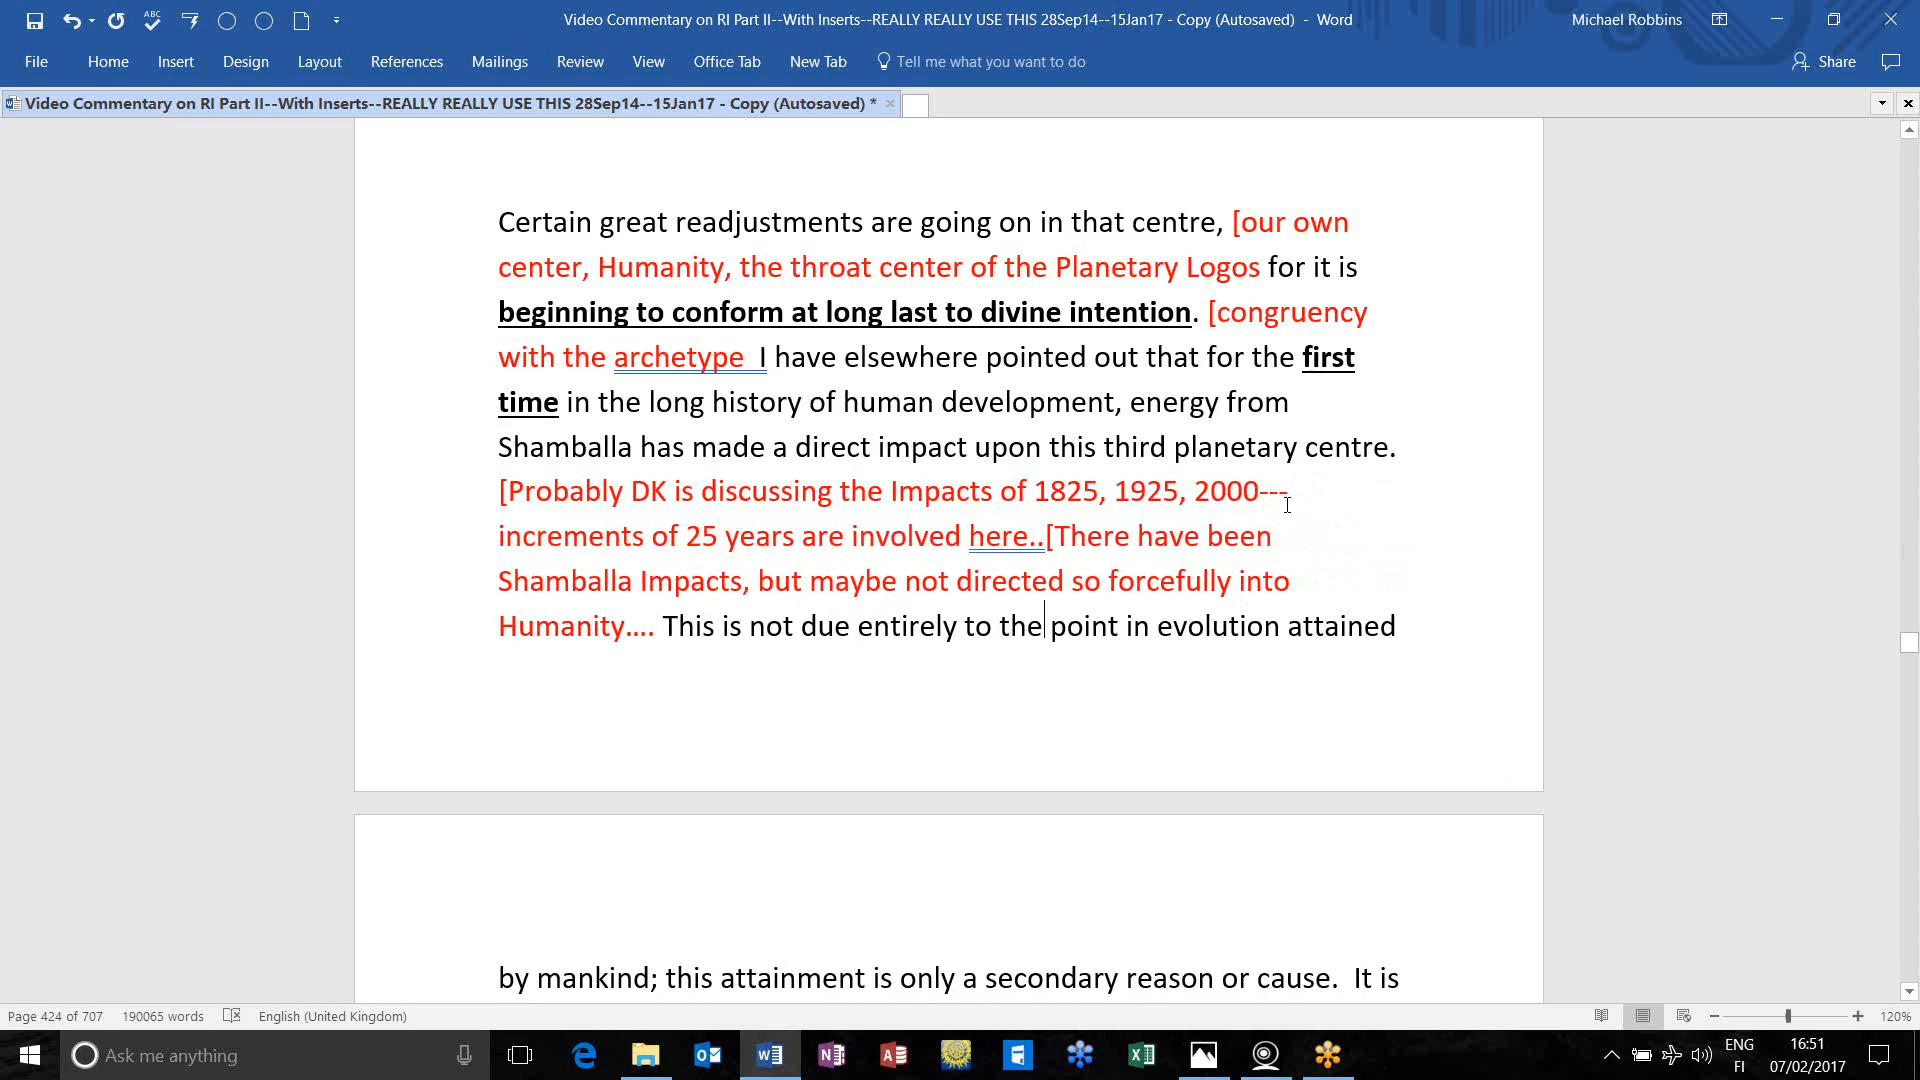 Video Commentary on RI Part II--With Inserts--REALLY REALLY USE THIS 28Sep14--15Jan17 - Copy (Autosaved) - Word
Michael Robbins
File Home Insert Design Layout References Mailings Review View Office Tab New Tab Tell me what you want to do Share
Video Commentary on RI Part II--With Inserts--REALLY REALLY USE THIS 28Sep14--15Jan17 - Copy (Autosaved) *
Certain great readjustments are going on in that centre, [our own
center, Humanity, the throat center of the Planetary Logos for it is
beginning to conform at long last to divine intention. [congruency
with the archetype  I have elsewhere pointed out that for the first
time in the long history of human development, energy from
Shamballa has made a direct impact upon this third planetary centre.
[Probably DK is discussing the Impacts of 1825, 1925, 2000---
increments of 25 years are involved here..[There have been
Shamballa Impacts, but maybe not directed so forcefully into
Humanity…. This is not due entirely to the point in evolution attained
by mankind; this attainment is only a secondary reason or cause.  It is
Page 424 of 707 190065 words English (United Kingdom) 120%
Ask me anything
ENG 16:51
FI 07/02/2017